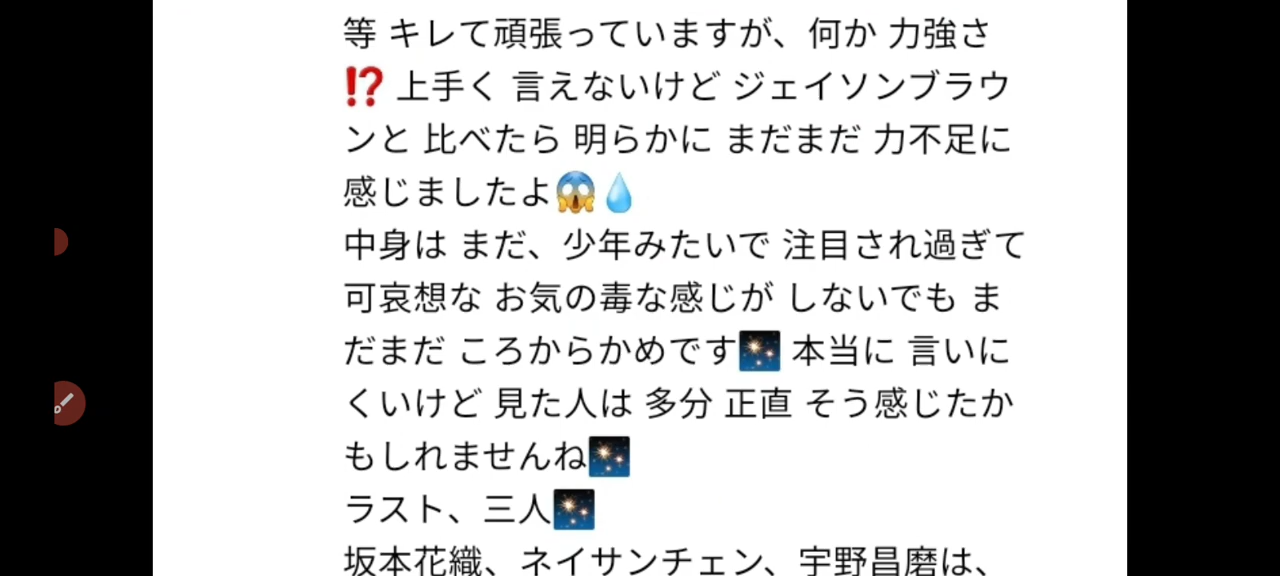 等 キレて頑張っていますが、何か 力強さ
⁉️ 上手く 言えないけど ジェイソンブラウ
ンと 比べたら 明らかに まだまだ 力不足に
感じましたよ😱💧
中身は まだ、少年みたいで 注目され過ぎて
可哀想な お気の毒な感じが しないでも ま
だまだ ころからかめです🎇 本当に 言いに
くいけど 見た人は 多分 正直 そう感じたか
もしれませんね🎇
ラスト、三人🎇
坂本花織、ネイサンチェン、宇野昌磨は、